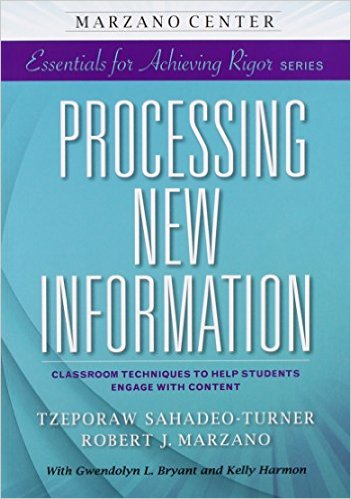 MARZANO CENTER
Essentials for Achieving Rigor SERIES
PROCESSING
NEW
INFORMATION
CLASSROOM TECHNIQUES TO HELP STUDENTS
ENGAGE WITH CONTENT
TZEPORAW SAHADEO-TURNER
ROBERT J. MARZANO
With Gwendolyn L. Bryant and Kelly Harmon